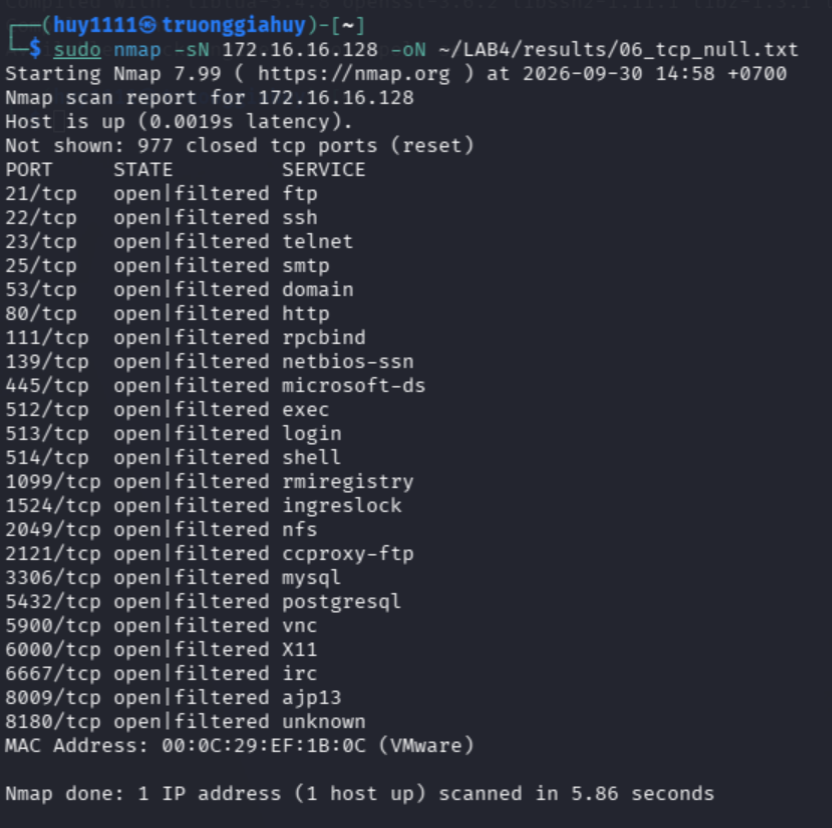 ┌──(huy1111㉿truonggiahuy)-[~]
└─$ sudo nmap -sN 172.16.16.128 -oN ~/LAB4/results/06_tcp_null.txt
Starting Nmap 7.99 ( https://nmap.org ) at 2026-09-30 14:58 +0700
Nmap scan report for 172.16.16.128
Host is up (0.0019s latency).
Not shown: 977 closed tcp ports (reset)
PORT     STATE         SERVICE
21/tcp   open|filtered ftp
22/tcp   open|filtered ssh
23/tcp   open|filtered telnet
25/tcp   open|filtered smtp
53/tcp   open|filtered domain
80/tcp   open|filtered http
111/tcp  open|filtered rpcbind
139/tcp  open|filtered netbios-ssn
445/tcp  open|filtered microsoft-ds
512/tcp  open|filtered exec
513/tcp  open|filtered login
514/tcp  open|filtered shell
1099/tcp open|filtered rmiregistry
1524/tcp open|filtered ingreslock
2049/tcp open|filtered nfs
2121/tcp open|filtered ccproxy-ftp
3306/tcp open|filtered mysql
5432/tcp open|filtered postgresql
5900/tcp open|filtered vnc
6000/tcp open|filtered X11
6667/tcp open|filtered irc
8009/tcp open|filtered ajp13
8180/tcp open|filtered unknown
MAC Address: 00:0C:29:EF:1B:0C (VMware)
Nmap done: 1 IP address (1 host up) scanned in 5.86 seconds